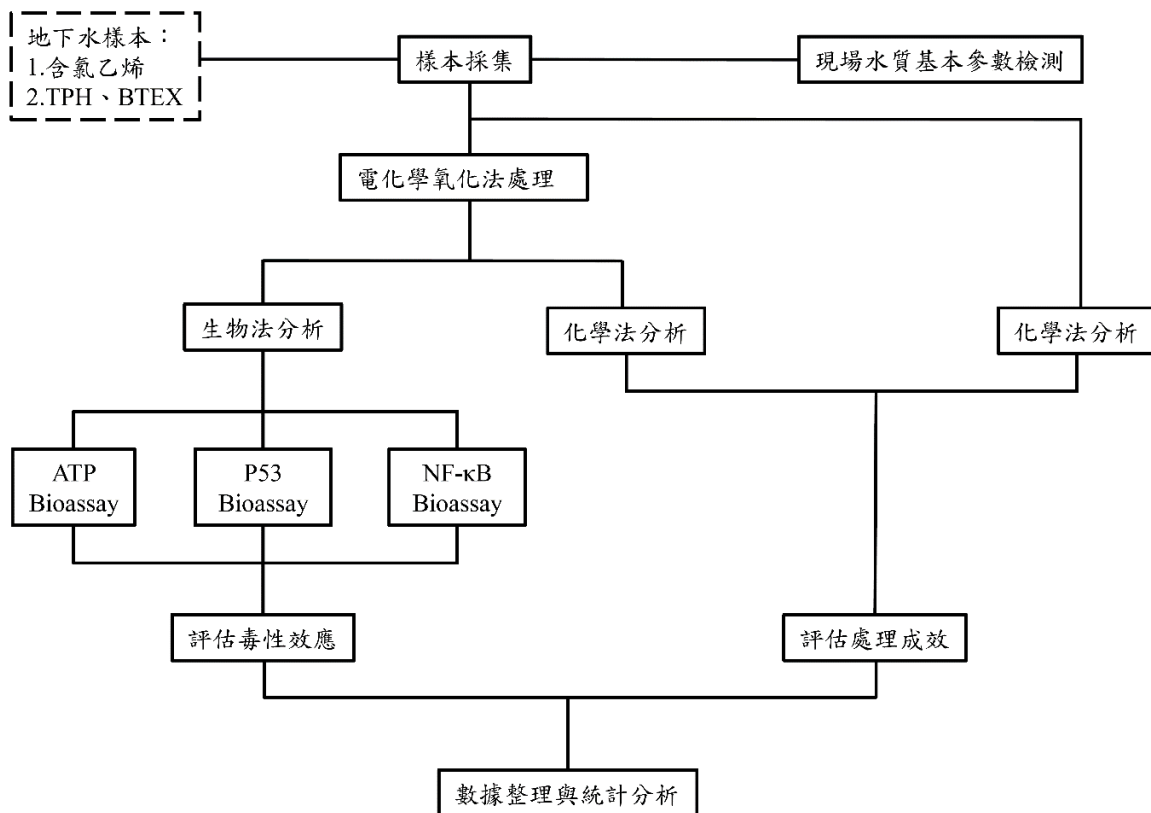 地下水樣本：
1.含氯乙烯
2.TPH、BTEX
樣本採集
現場水質基本參數檢測
電化學氧化法處理
生物法分析
化學法分析
化學法分析
ATP
Bioassay
P53
Bioassay
NF-κB
Bioassay
評估毒性效應
評估處理成效
數據整理與統計分析